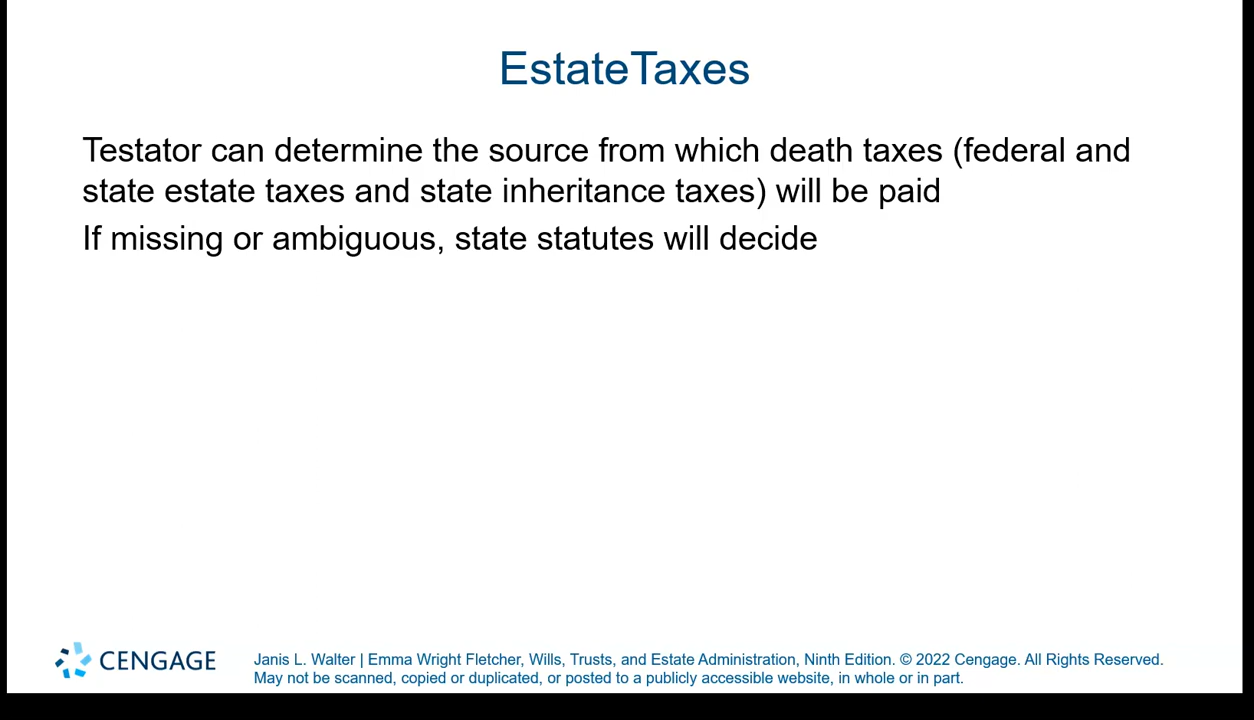 EstateTaxes
Testator can determine the source from which death taxes (federal and
state estate taxes and state inheritance taxes) will be paid
If missing or ambiguous, state statutes will decide
CENGAGE
Janis L. Walter | Emma Wright Fletcher, Wills, Trusts, and Estate Administration, Ninth Edition. © 2022 Cengage. All Rights Reserved.
May not be scanned, copied or duplicated, or posted to a publicly accessible website, in whole or in part.